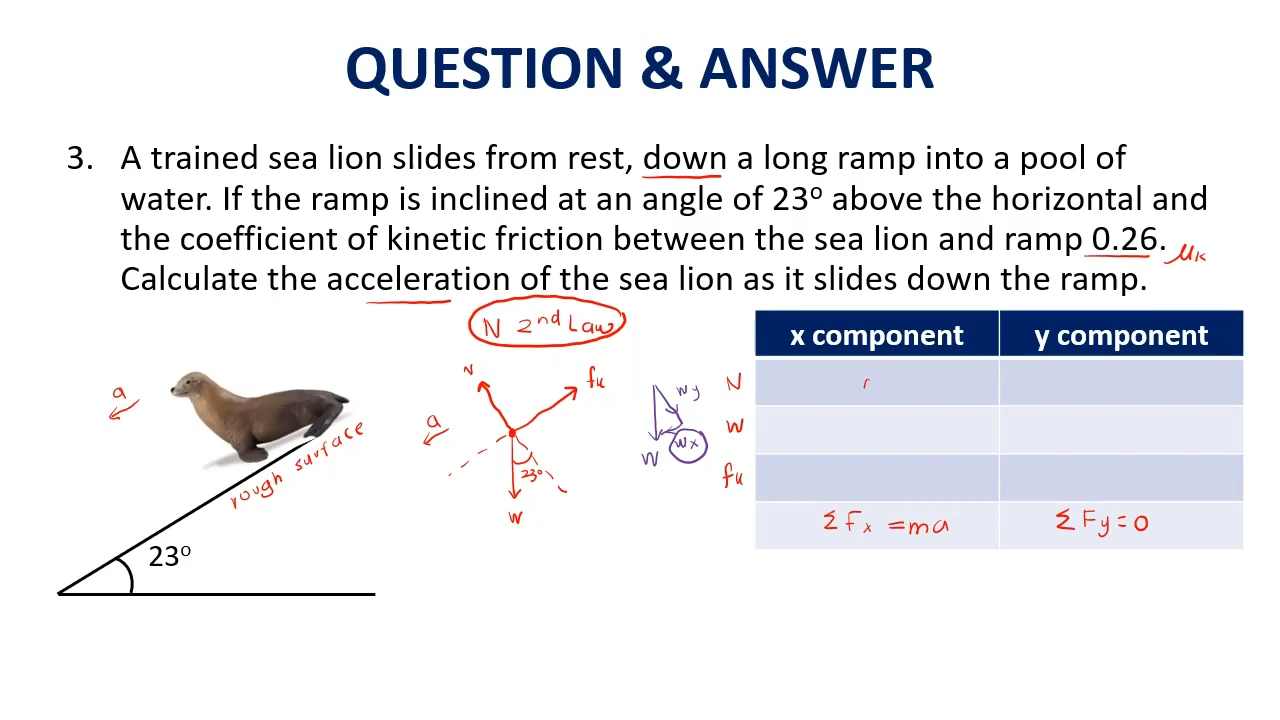 QUESTION & ANSWER
3. A trained sea lion slides from rest, down a long ramp into a pool of
water. If the ramp is inclined at an angle of 23° above the horizontal and
the coefficient of kinetic friction between the sea lion and ramp 0.26. μk
Calculate the acceleration of the sea lion as it slides down the ramp.
N 2nd Law
x component y component
a
rough surface
23°
N
fk
a
23°
W
wy
wx
W
N
W
fk
Σ Fx = ma
Σ Fy = 0